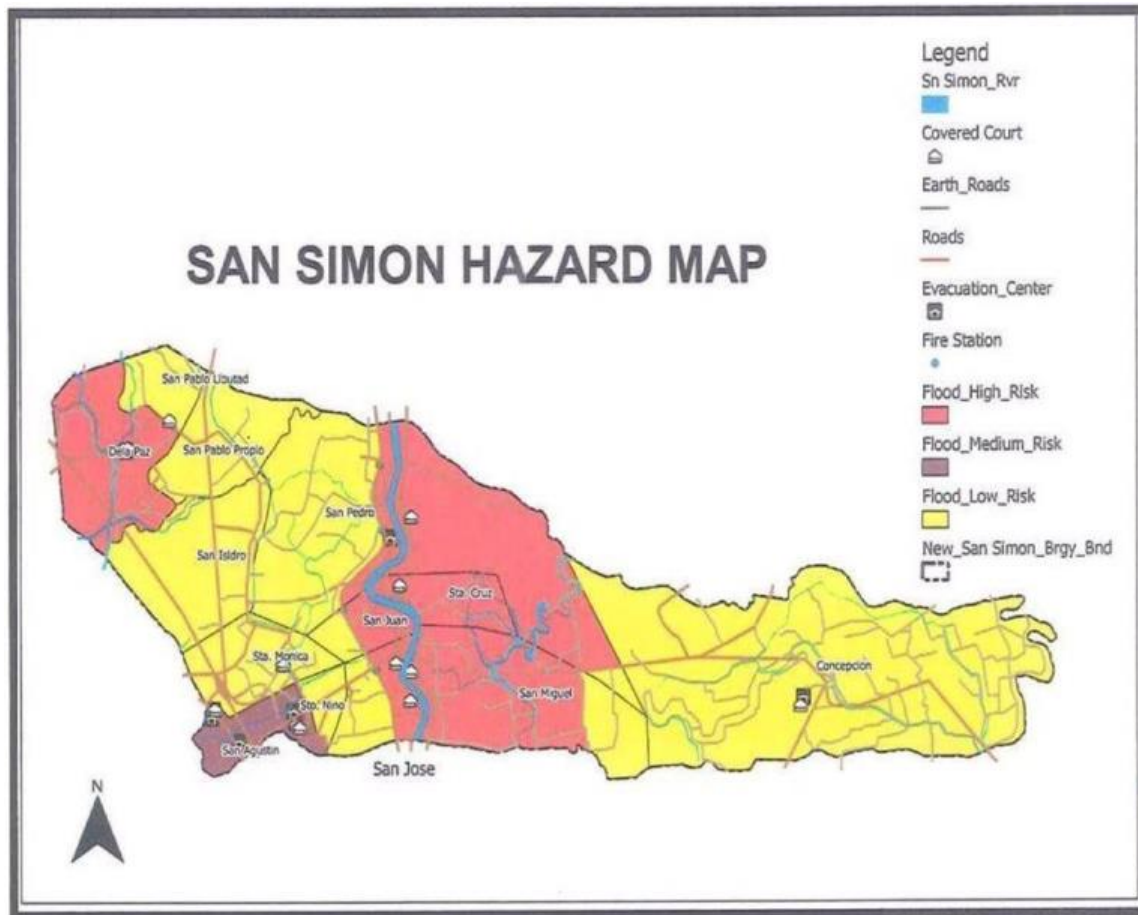 Legend
Sn Simon_Rvr
Covered Court
Earth_Roads
Roads
Evacuation_Center
Fire Station
Flood_High_Risk
Flood_Medium_Risk
Flood_Low_Risk
New_San Simon_Brgy_Bnd
SAN SIMON HAZARD MAP
San Pablo Libutad
Dela Paz
San Pablo Propio
San Pedro
San Isidro
Sta. Cruz
San Juan
Sta. Monica
Concepcion
San Miguel
Sto. Nino
San Agustin
San Jose
N